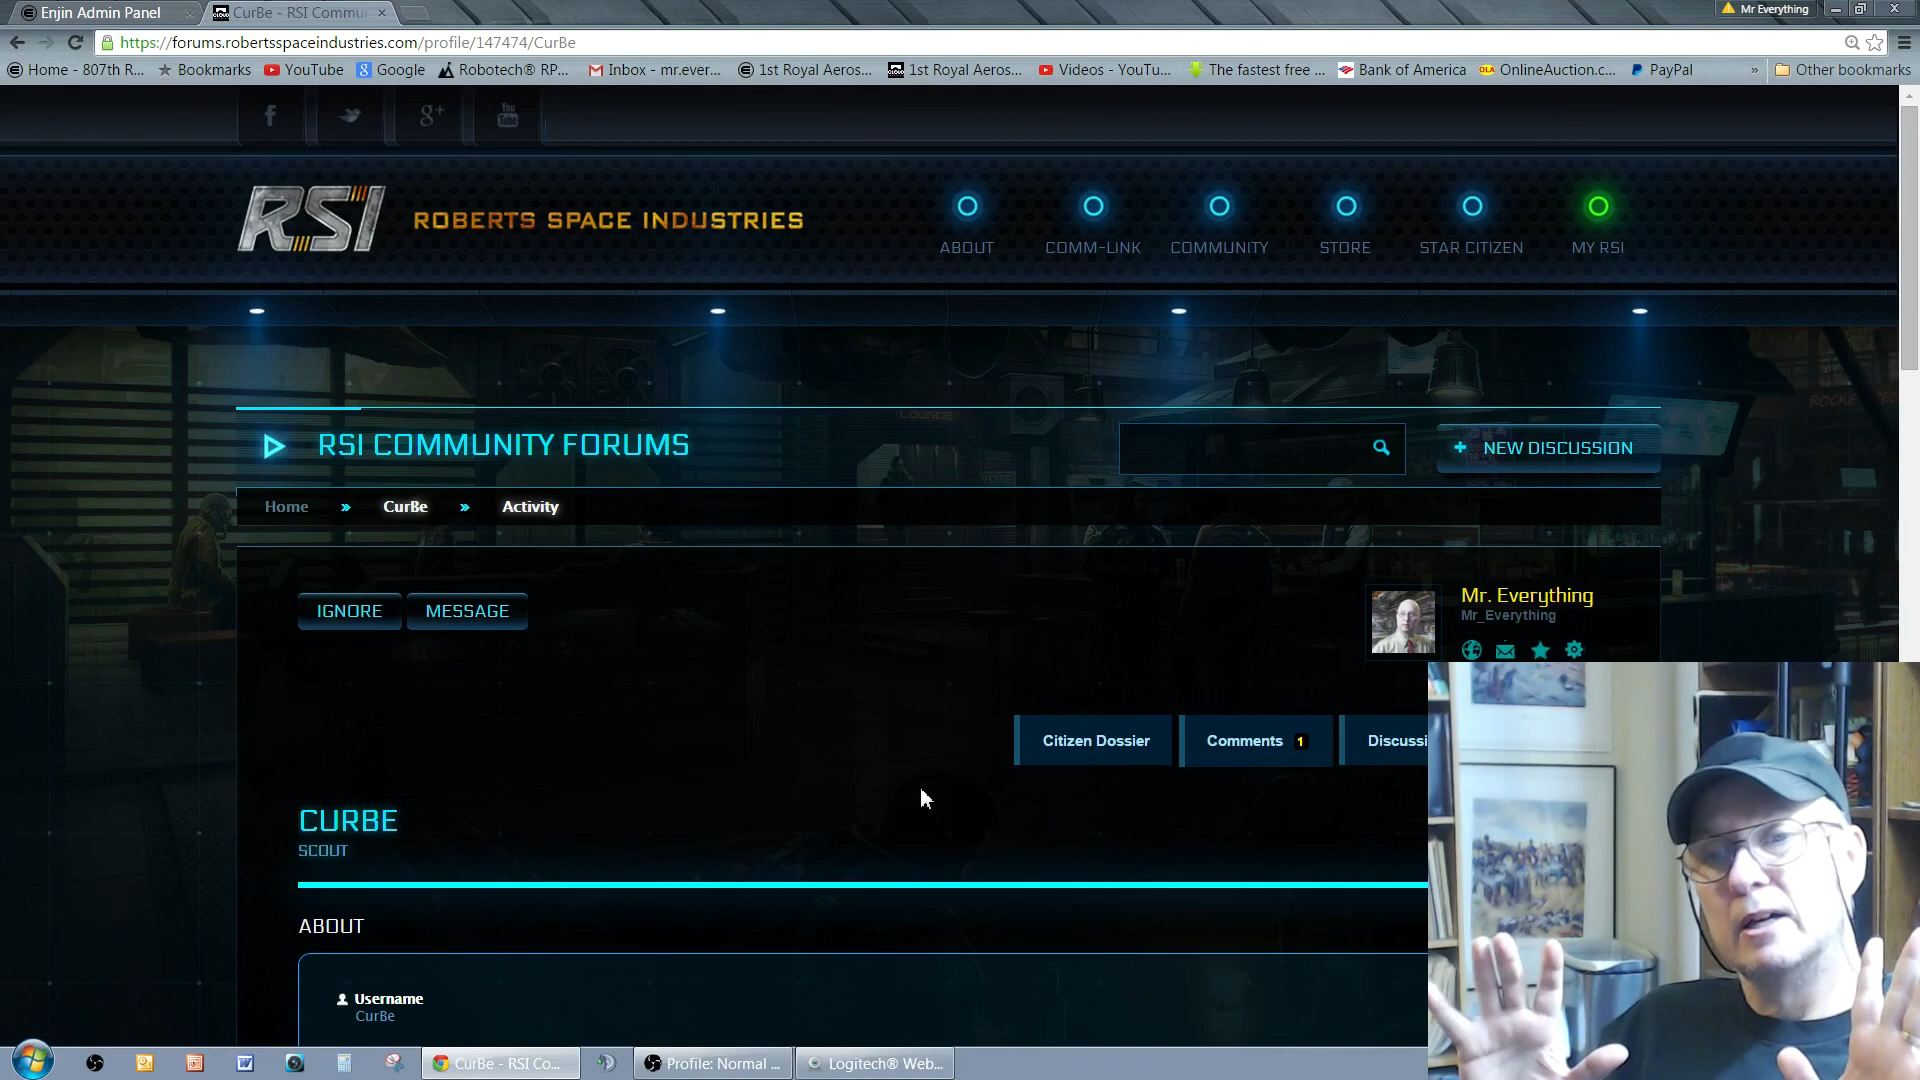 Enjin Admin Panel
CurBe - RSI Commu
Mr Everything
https://forums.robertsspaceindustries.com/profile/147474/CurBe
Home - 807th R... Bookmarks YouTube Google Robotech® RP... Inbox - mr.ever... 1st Royal Aeros... 1st Royal Aeros... Videos - YouTu... The fastest free ... Bank of America OnlineAuction.c... PayPal » Other bookmarks
f g+ You Tube
RSI ROBERTS SPACE INDUSTRIES
ABOUT COMM-LINK COMMUNITY STORE STAR CITIZEN MY RSI
LOUNGE
RSI COMMUNITY FORUMS
+ NEW DISCUSSION
Home » CurBe » Activity
IGNORE MESSAGE
Mr. Everything
Mr_Everything
Citizen Dossier Comments 1 Discussi
CURBE
SCOUT
ABOUT
Username
CurBe
CurBe - RSI Co... Profile: Normal ... Logitech® Web...